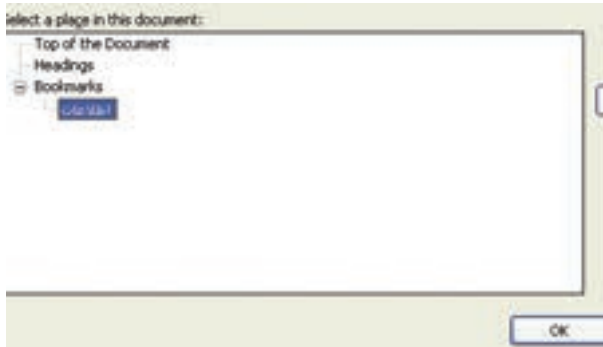 Select a place in this document:
Top of the Document
Headings
Bookmarks
OK